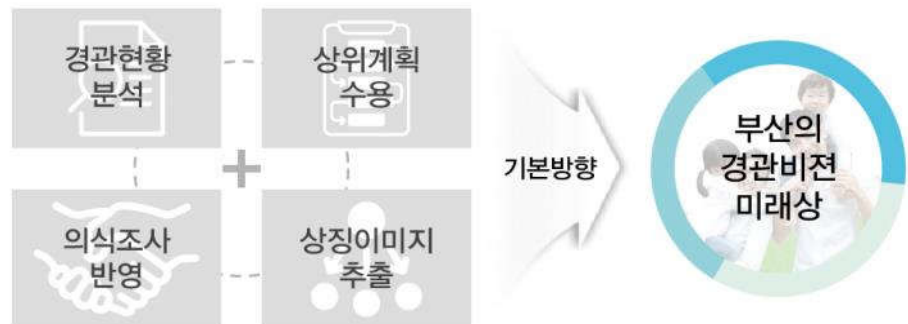 경관현황
분석
상위계획
수용
+
의식조사
반영
상징이미지
추출
기본방향
부산의
경관비젼
미래상